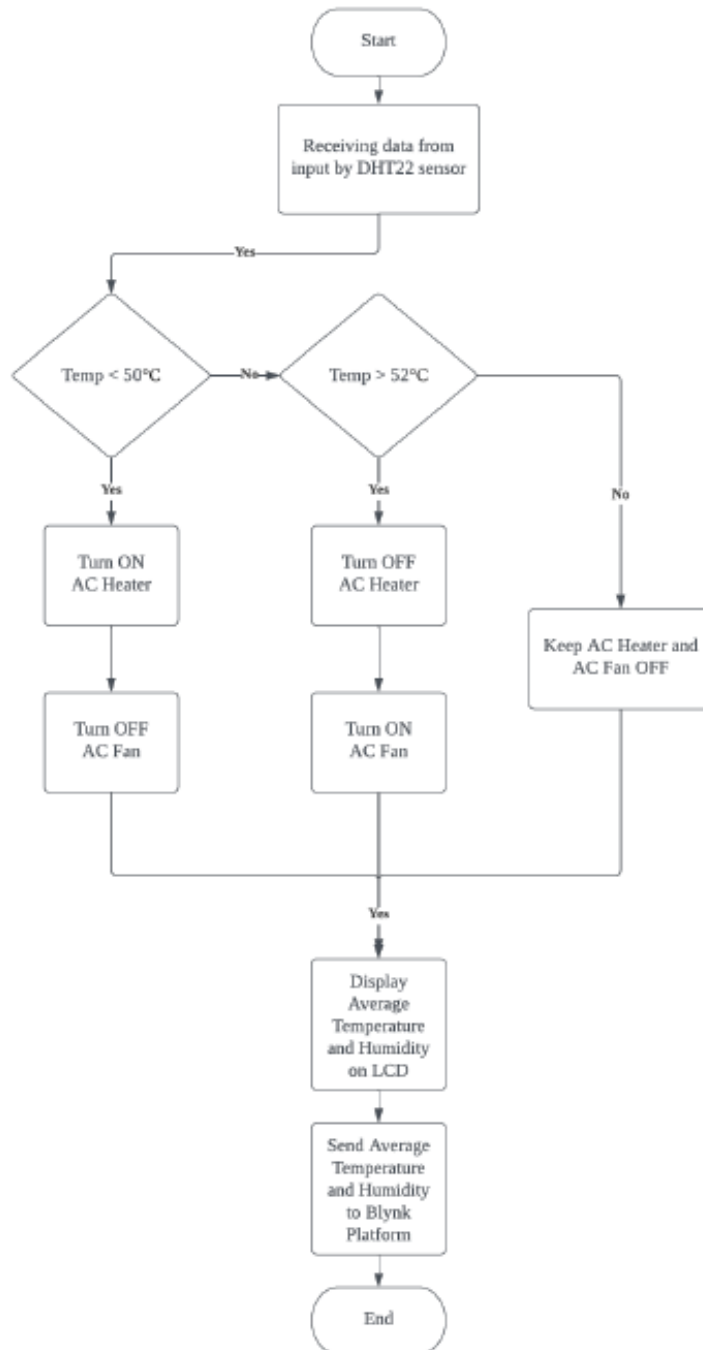 Start
Receiving data from
input by DHT22 sensor
Yes
Temp < 50°C
No
Temp > 52°C
Yes
Yes
No
Turn ON
AC Heater
Turn OFF
AC Heater
Keep AC Heater and
AC Fan OFF
Turn OFF
AC Fan
Turn ON
AC Fan
Yes
Display
Average
Temperature
and Humidity
on LCD
Send Average
Temperature
and Humidity
to Blynk
Platform
End